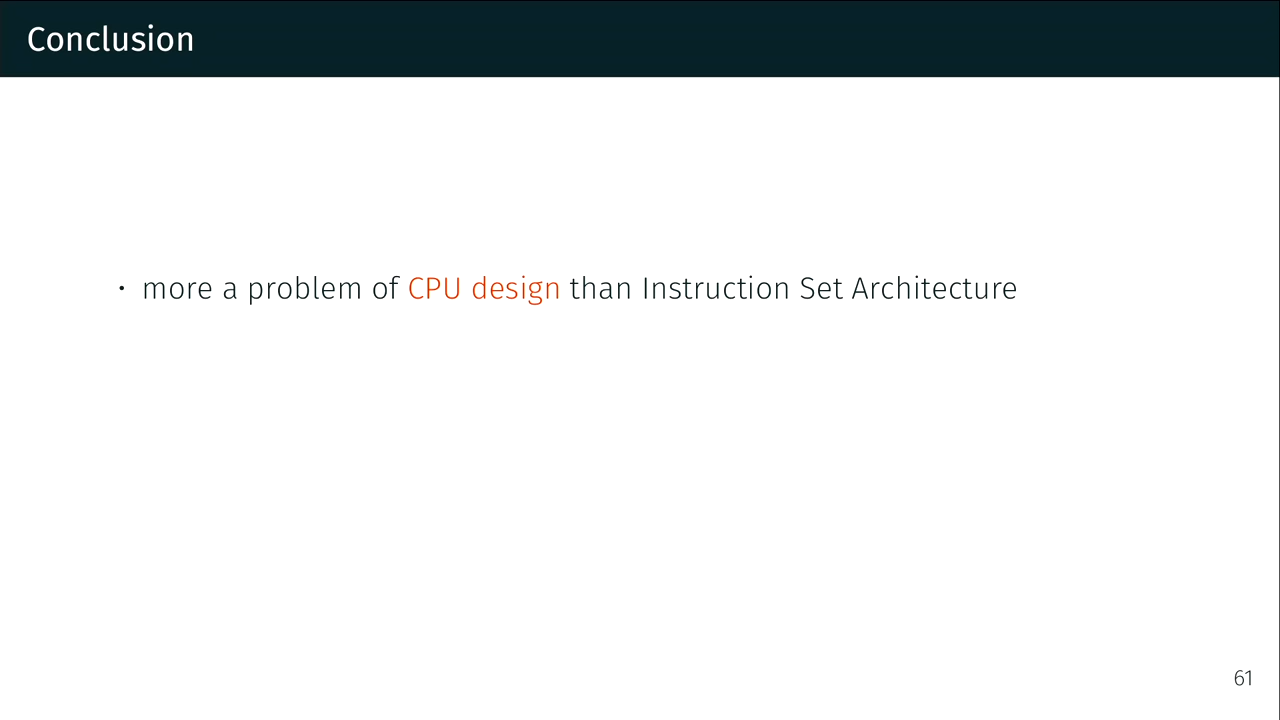 Conclusion
• more a problem of CPU design than Instruction Set Architecture
61